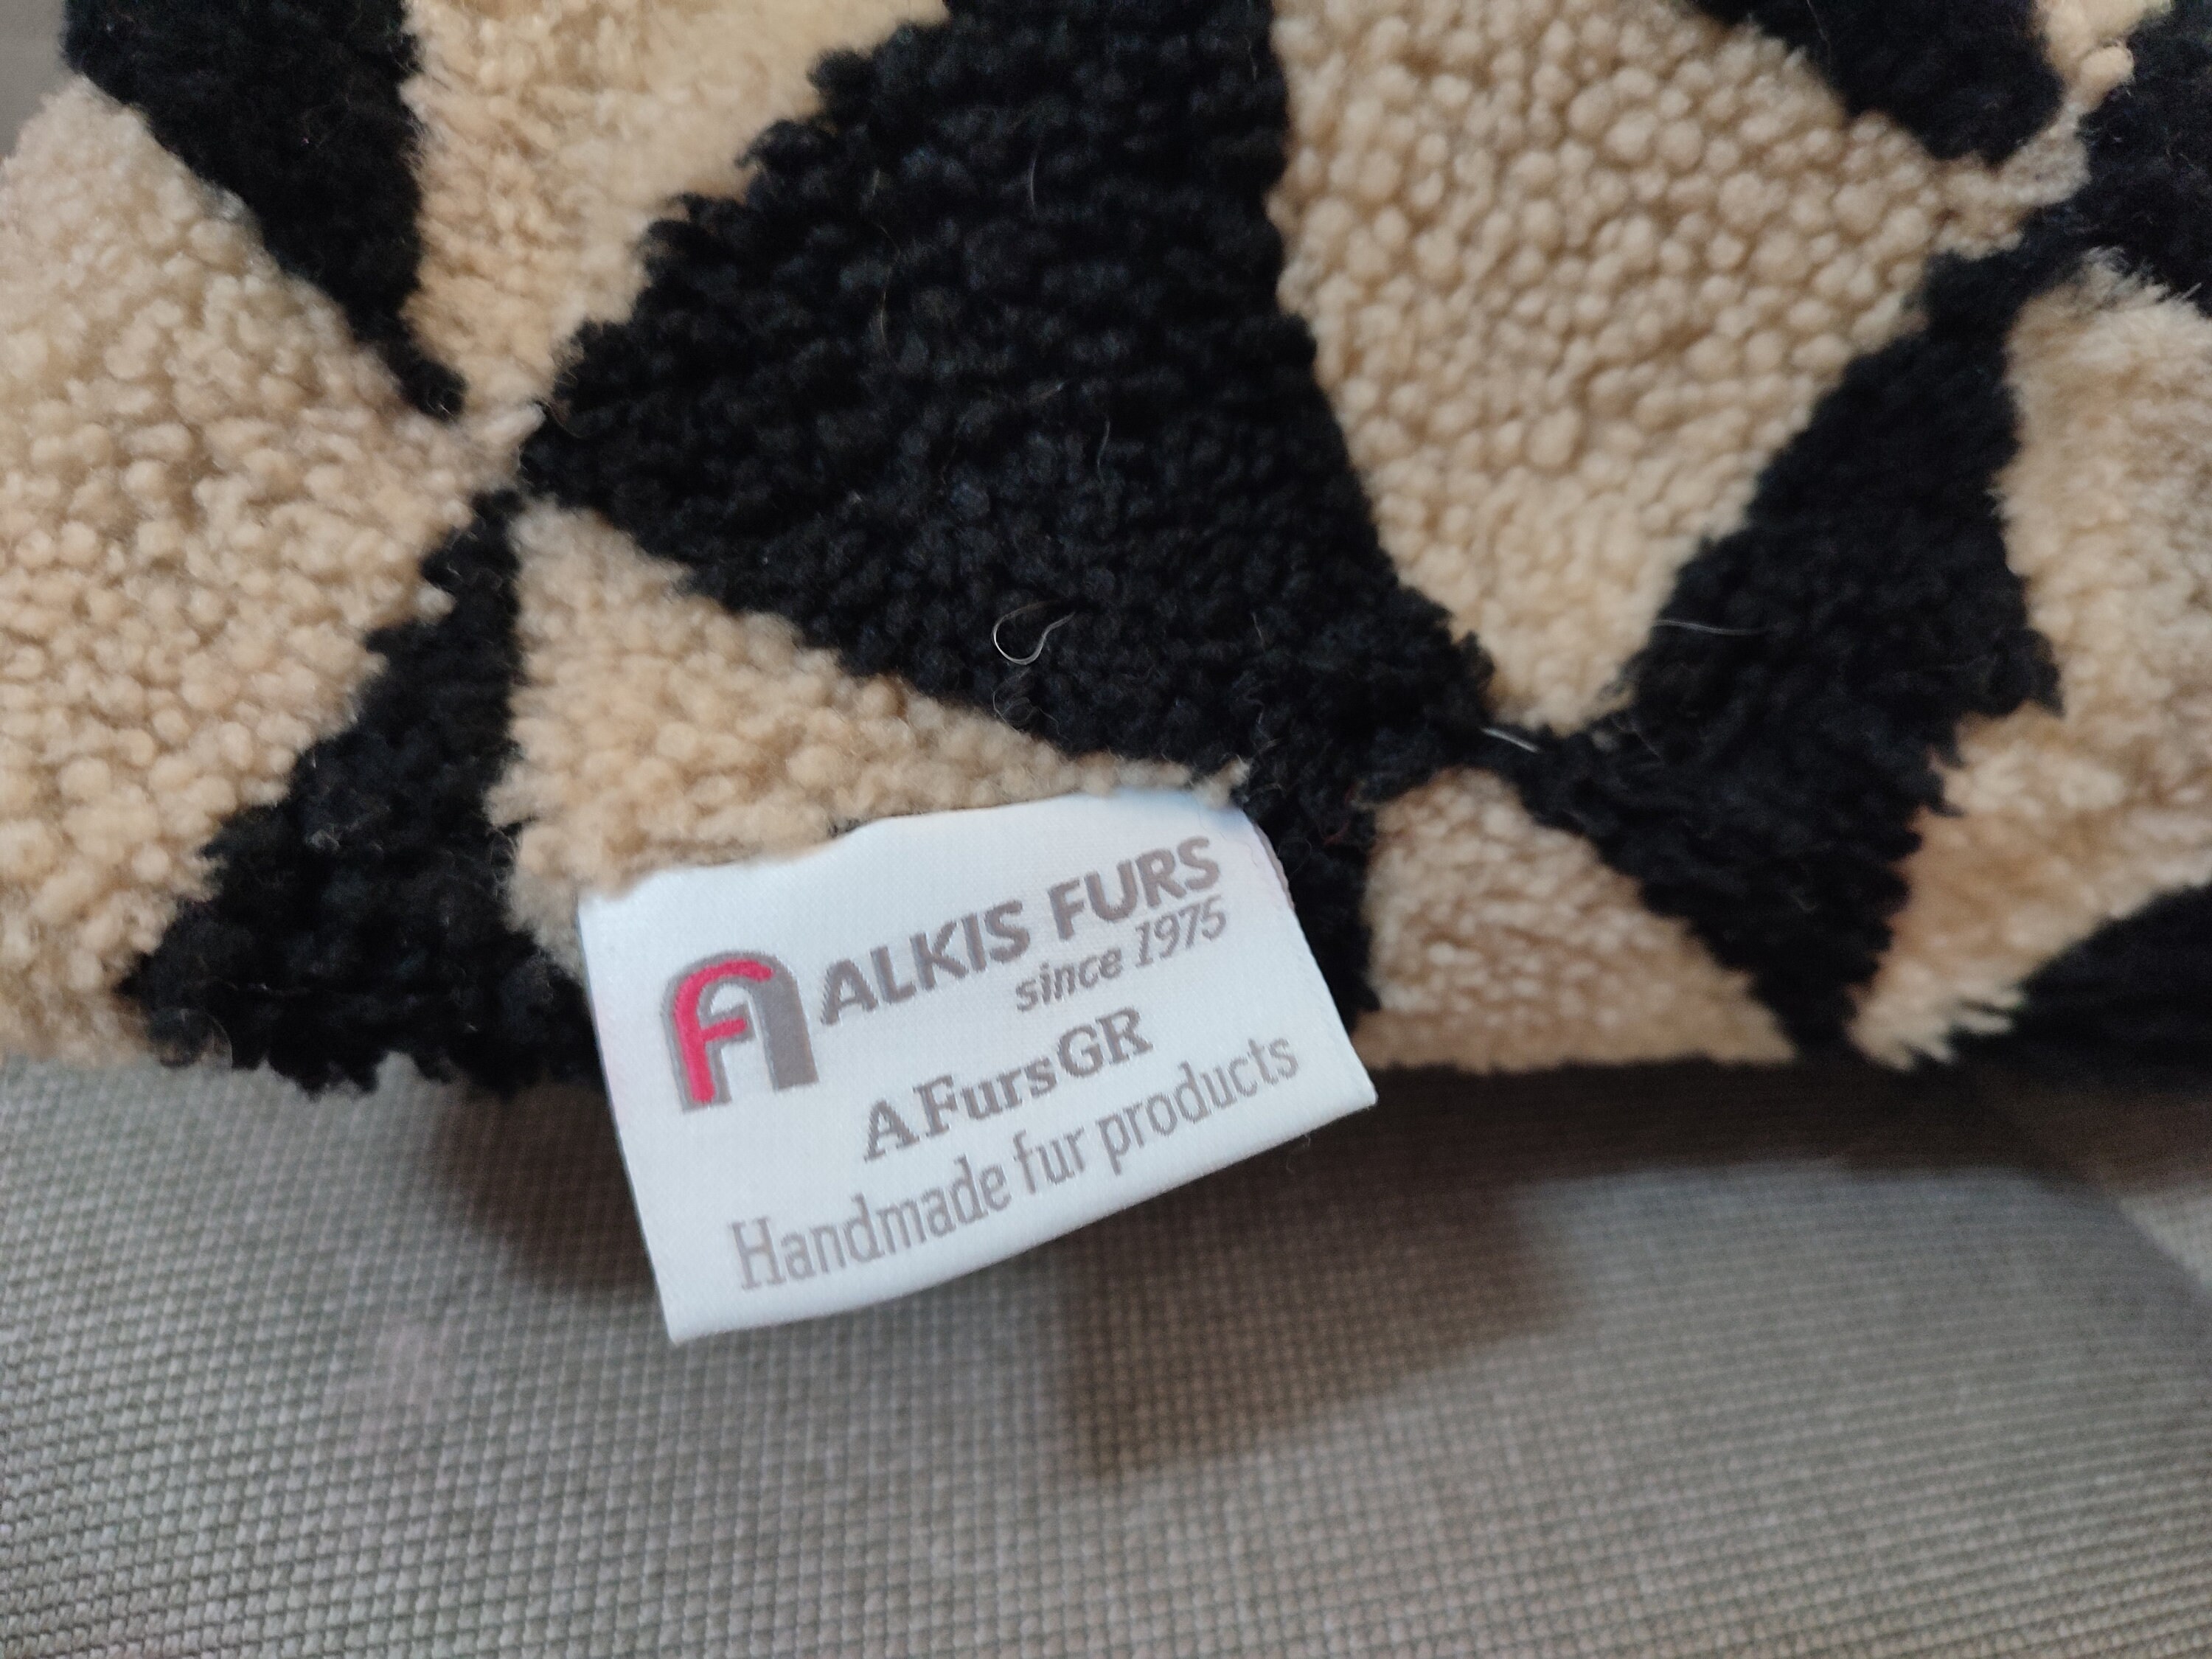 ALKIS FURS
since 1975
AFursGR
Handmade fur products